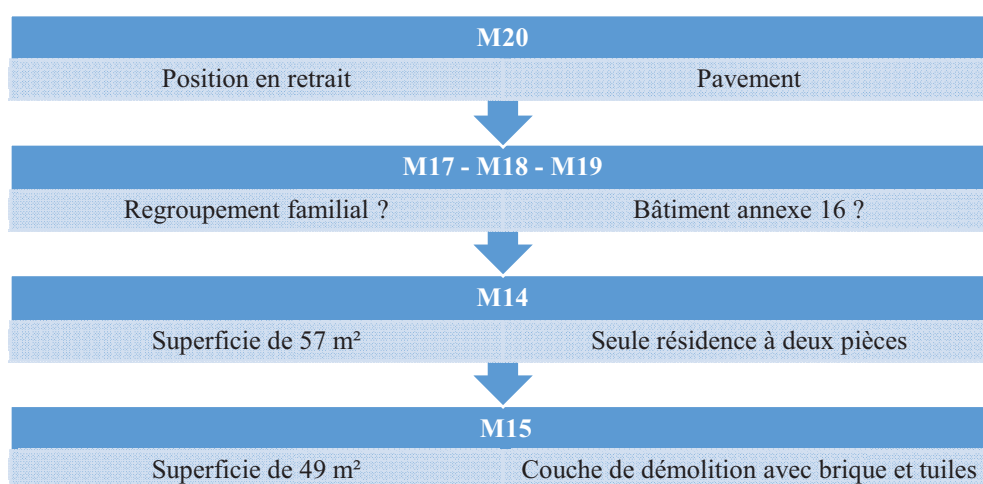 M20
Position en retrait Pavement
M17 - M18 - M19
Regroupement familial ? Bâtiment annexe 16 ?
M14
Superficie de 57 m² Seule résidence à deux pièces
M15
Superficie de 49 m² Couche de démolition avec brique et tuiles